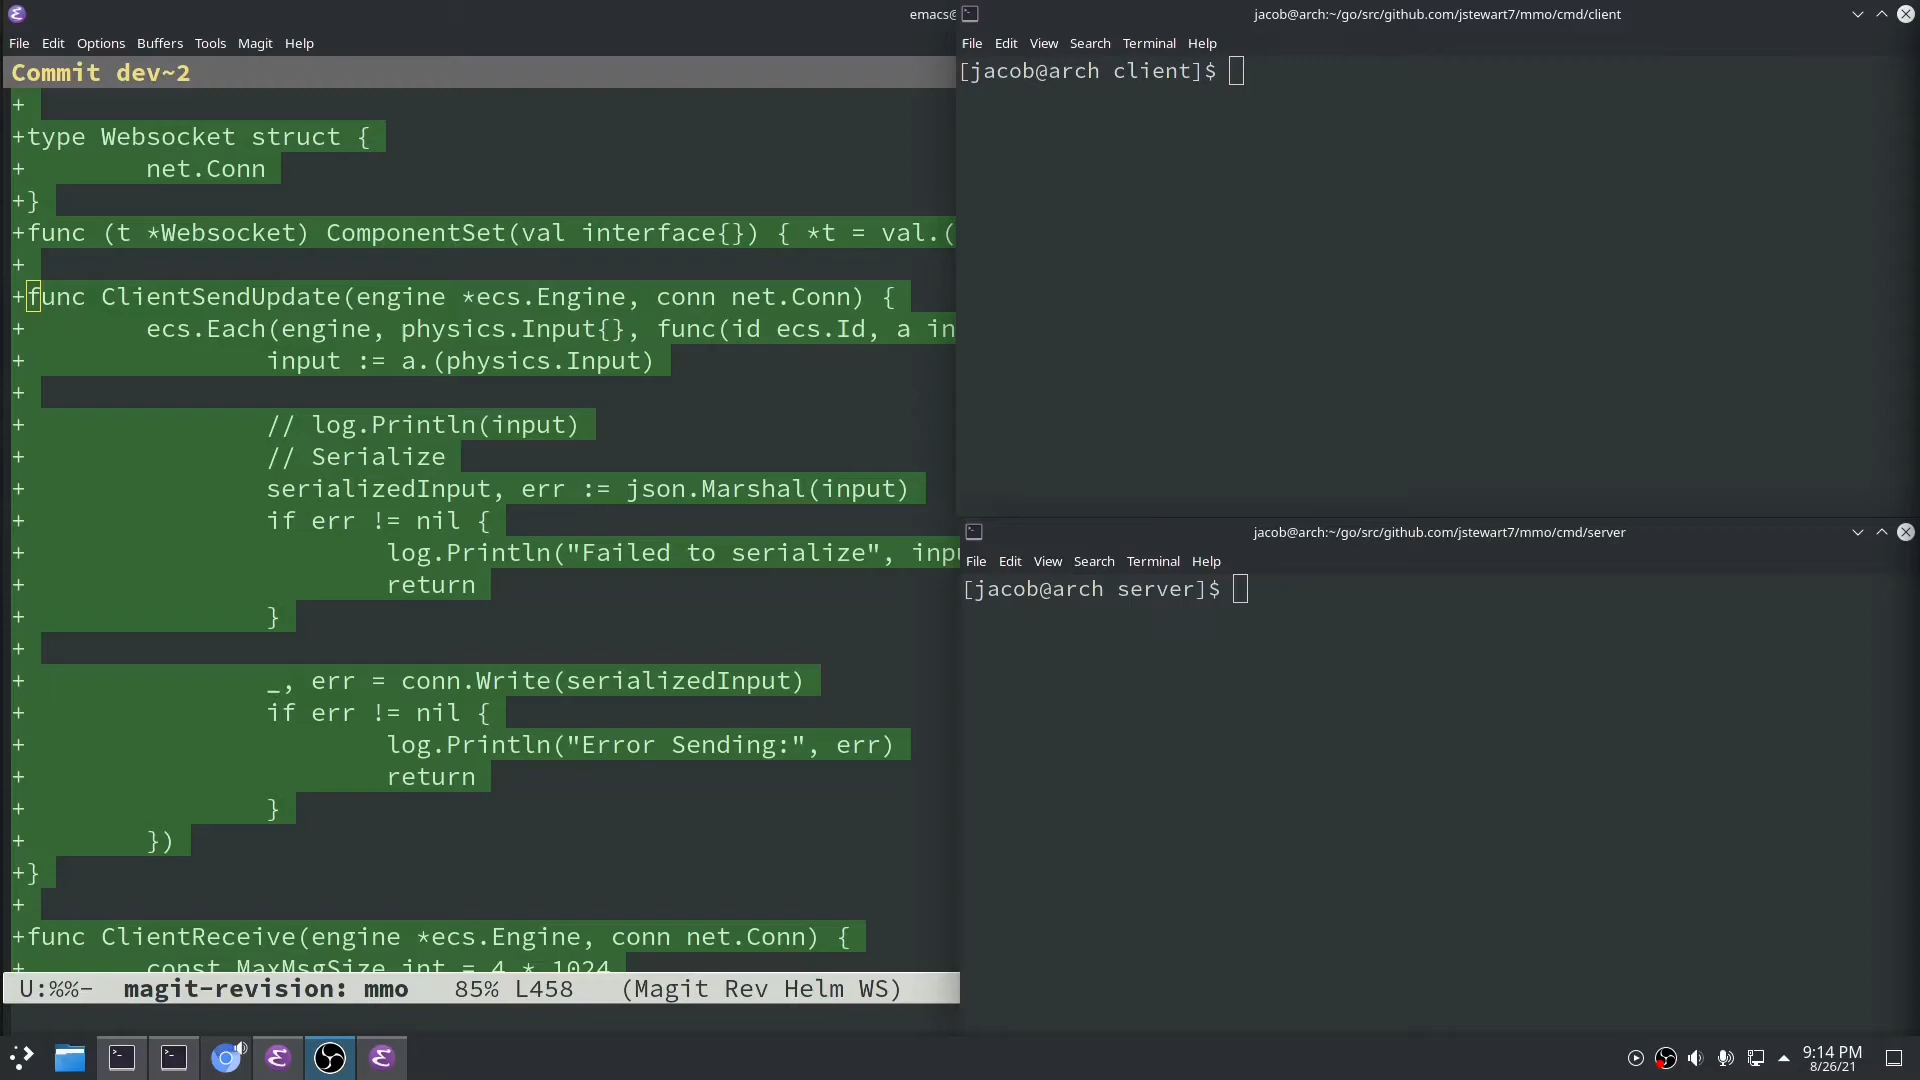 emacs@
File Edit Options Buffers Tools Magit Help
Commit dev~2
+
+type Websocket struct {
+ net.Conn
+}
+func (t *Websocket) ComponentSet(val interface{}) { *t = val.(
+
+func ClientSendUpdate(engine *ecs.Engine, conn net.Conn) {
+ ecs.Each(engine, physics.Input{}, func(id ecs.Id, a in
+ input := a.(physics.Input)
+
+ // log.Println(input)
+ // Serialize
+ serializedInput, err := json.Marshal(input)
+ if err != nil {
+ log.Println("Failed to serialize", inpu
+ return
+ }
+
+ _, err = conn.Write(serializedInput)
+ if err != nil {
+ log.Println("Error Sending:", err)
+ return
+ }
+ })
+}
+
+func ClientReceive(engine *ecs.Engine, conn net.Conn) {
+ const MaxMsgSize int = 4 * 1024
U:%%- magit-revision: mmo 85% L458 (Magit Rev Helm WS)
jacob@arch:~/go/src/github.com/jstewart7/mmo/cmd/client
File Edit View Search Terminal Help
[jacob@arch client]$
jacob@arch:~/go/src/github.com/jstewart7/mmo/cmd/server
File Edit View Search Terminal Help
[jacob@arch server]$
9:14 PM
8/26/21